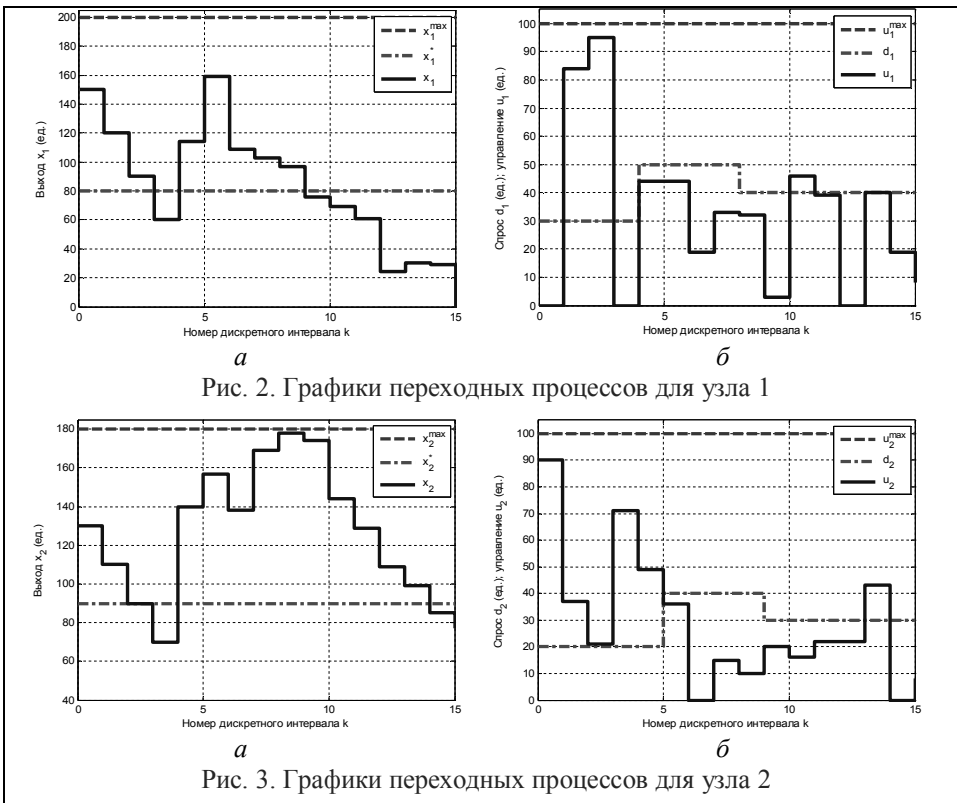 200
180
160
140
120
100
80
60
40
20
0
Выход x₁ (ед.)
x₁ᵐᵃˣ
x₁*
x₁
0
5
10
15
Номер дискретного интервала k
а
100
90
80
70
60
50
40
30
20
10
0
Спрос d₁ (ед.); управление u₁ (ед.)
u₁ᵐᵃˣ
d₁
u₁
0
5
10
15
Номер дискретного интервала k
б
Рис. 2. Графики переходных процессов для узла 1
180
160
140
120
100
80
60
40
Выход x₂ (ед.)
x₂ᵐᵃˣ
x₂*
x₂
0
5
10
15
Номер дискретного интервала k
а
100
90
80
70
60
50
40
30
20
10
0
Спрос d₂ (ед.); управление u₂ (ед.)
u₂ᵐᵃˣ
d₂
u₂
0
5
10
15
Номер дискретного интервала k
б
Рис. 3. Графики переходных процессов для узла 2